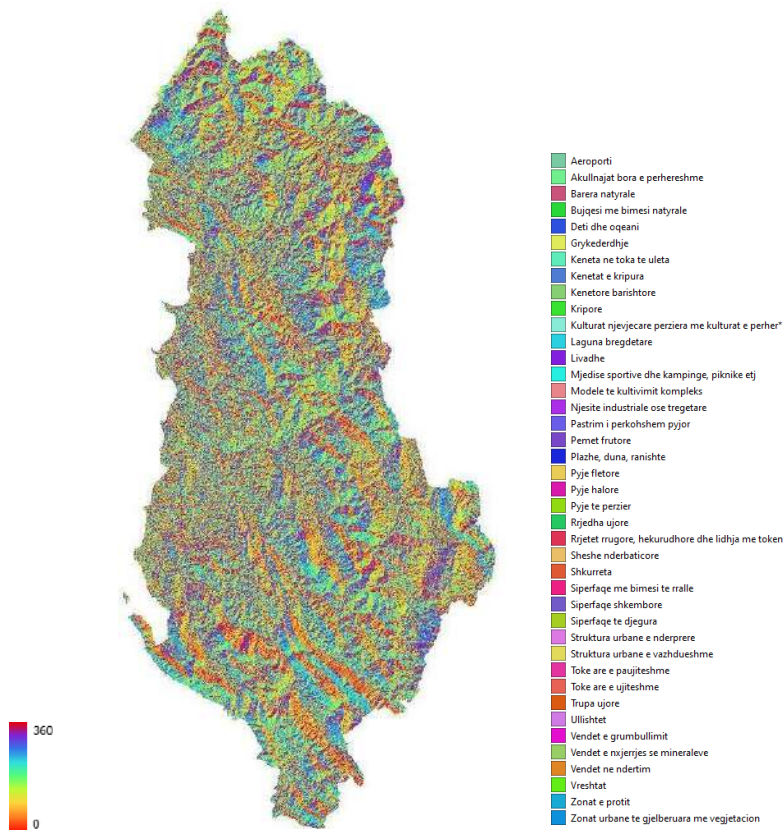 Aeroporti
Akullnajat bora e perhereshme
Barera natyrale
Bujqesi me bimesi natyrale
Deti dhe oqeani
Grykederdhje
Keneta ne toka te uleta
Kenetat e kripura
Kenetore barishtore
Kripore
Kulturat njevjecare perziera me kulturat e perher*
Laguna bregdetare
Livadhe
Mjedise sportive dhe kampinge, piknike etj
Modele te kultivimit kompleks
Njesite industriale ose tregetare
Pastrim i perkohshem pyjor
Pemet frutore
Plazhe, duna, ranishte
Pyje fletore
Pyje halore
Pyje te perzier
Rrjedha ujore
Rrjetet rrugore, hekurudhore dhe lidhja me token
Sheshe nderbaticore
Shkurreta
Siperfaqe me bimesi te rralle
Siperfaqe shkembore
Siperfaqe te djegura
Struktura urbane e nderprere
Struktura urbane e vazhdueshme
Toke are e paujiteshme
Toke are e ujiteshme
Trupa ujore
Ullishtet
Vendet e grumbullimit
Vendet e nxjerrjes se mineraleve
Vendet ne ndertim
Vreshtat
Zonat e protit
Zonat urbane te gjelberuara me vegjetacion
360
0